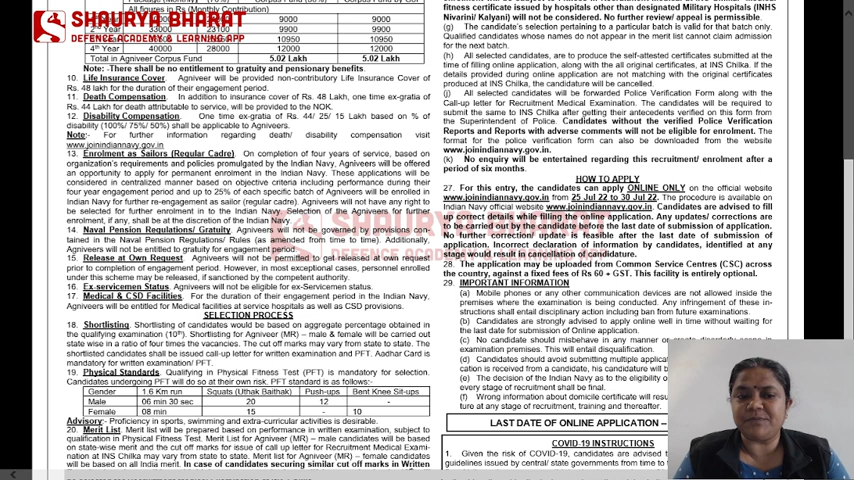 SHAURYA BHARAT
DEFENCE ACADEMY & LEARNING APP
All figures in Rs (Monthly Contribution)
9000 9000
2nd Year 33000 23100 9900 9900
10950 10950
4th Year 40000 28000 12000 12000
Total in Agniveer Corpus Fund 5.02 Lakh 5.02 Lakh
Note: -There shall be no entitlement to gratuity and pensionary benefits.
10. Life Insurance Cover. Agniveer will be provided non-contributory Life Insurance Cover of
Rs. 48 lakh for the duration of their engagement period.
11. Death Compensation. In addition to insurance cover of Rs. 48 Lakh, one time ex-gratia of
Rs. 44 Lakh for death attributable to service, will be provided to the NOK.
12. Disability Compensation. One time ex-gratia of Rs. 44/ 25/ 15 Lakh based on % of
disability (100%/ 75%/ 50%) shall be applicable to Agniveers.
Note:- For further information regarding death/ disability compensation visit
www.joinindiannavy.gov.in
13. Enrolment as Sailors (Regular Cadre). On completion of four years of service, based on
organization's requirements and policies promulgated by the Indian Navy, Agniveers will be offered
an opportunity to apply for permanent enrolment in the Indian Navy. These applications will be
considered in centralized manner based on objective criteria including performance during their
four year engagement period and up to 25% of each specific batch of Agniveers will be enrolled in
Indian Navy for further re-engagement as sailor (regular cadre). Agniveers will not have any right to
be selected for further enrolment in to the Indian Navy. Selection of the Agniveers for further
enrolment, if any, shall be at the discretion of the Indian Navy.
14. Naval Pension Regulations/ Gratuity. Agniveers will not be governed by provisions con-
tained in the Naval Pension Regulations/ Rules (as amended from time to time). Additionally,
Agniveers will not be entitled to gratuity for engagement period.
15. Release at Own Request. Agniveers will not be permitted to get released at own request
prior to completion of engagement period. However, in most exceptional cases, personnel enrolled
under this scheme may be released, if sanctioned by the competent authority.
16. Ex-servicemen Status. Agniveers will not be eligible for ex-Servicemen status.
17. Medical & CSD Facilities. For the duration of their engagement period in the Indian Navy,
Agniveers will be entitled for Medical facilities at service hospitals as well as CSD provisions.
SELECTION PROCESS
18. Shortlisting. Shortlisting of candidates would be based on aggregate percentage obtained in
the qualifying examination (10th). Shortlisting for Agniveer (MR) – male & female will be carried out
state wise in a ratio of four times the vacancies. The cut off marks may vary from state to state. The
shortlisted candidates shall be issued call-up letter for written examination and PFT. Aadhar Card is
mandatory for written examination/ PFT.
19. Physical Standards. Qualifying in Physical Fitness Test (PFT) is mandatory for selection.
Candidates undergoing PFT will do so at their own risk. PFT standard is as follows:-
Gender 1.6 Km run Squats (Uthak Baithak) Push-ups Bent Knee Sit-ups
Male 06 min 30 sec 20 12 -
Female 08 min 15 - 10
Advisory:- Proficiency in sports, swimming and extra-curricular activities is desirable.
20. Merit List. Merit list will be prepared based on performance in written examination, subject to
qualification in Physical Fitness Test. Merit list for Agniveer (MR) – male candidates will be based
on state-wise merit and the cut off marks for issue of call up letter for Recruitment Medical Exami-
nation at INS Chilka may vary from state to state. Merit list for Agniveer (MR) –female candidates
will be based on all India merit. In case of candidates securing similar cut off marks in Written
fitness certificate issued by hospitals other than designated Military Hospitals (INHS
Nivarini/ Kalyani) will not be considered. No further review/ appeal is permissible.
(g) The candidate's selection pertaining to a particular batch is valid for that batch only.
Qualified candidates whose names do not appear in the merit list cannot claim admission
for the next batch.
(h) All selected candidates, are to produce the self-attested certificates submitted at the
time of filling online application, along with the all original certificates, at INS Chilka. If the
details provided during online application are not matching with the original certificates
produced at INS Chilka, the candidature will be cancelled.
(j) All selected candidates will be forwarded Police Verification Form along with the
Call-up letter for Recruitment Medical Examination. The candidates will be required to
submit the same to INS Chilka after getting their antecedents verified on this form from
the Superintendent of Police. Candidates without the verified Police Verification
Reports and Reports with adverse comments will not be eligible for enrollment. The
format for the police verification form can also be downloaded from the website
www.joinindiannavy.gov.in.
(k) No enquiry will be entertained regarding this recruitment/ enrollment after a
period of six months.
HOW TO APPLY
27. For this entry, the candidates can apply ONLINE ONLY on the official website
www.joinindiannavy.gov.in from 25 Jul 22 to 30 Jul 22. The procedure is available on
Indian Navy official website www.joinindiannavy.gov.in. Candidates are advised to fill
details while filling the application. Any updates/ corrections are
by the candidate before the last date of submission of application.
No further correction/ update is feasible after the last date of submission of
application. Incorrect declaration of information by candidates, identified at any
stage would result in cancellation of candidature.
28. The application may be uploaded from Common Service Centres (CSC) across
the country, against a fixed fees of Rs 60 + GST. This facility is entirely optional.
29. IMPORTANT INFORMATION
(a) Mobile phones or any other communication devices are not allowed inside the
premises where the examination is being conducted. Any infringement of these in-
structions shall entail disciplinary action including ban from future examinations.
(b) Candidates are strongly advised to apply online well in time without waiting for
the last date for submission of Online application.
(c) No candidate should misbehave in any manner or create disorderly
examination premises. This will entail disqualification.
(d) Candidates should avoid submitting multiple
cation is received from a candidate, his candidature will be
(e) The decision of the Indian Navy as to the eligibility o
every stage of recruitment shall be final.
(f) Wrong information about domicile certificate will resu
ture at any stage of recruitment, training and thereafter.
LAST DATE OF ONLINE APPLICATION –
COVID-19 INSTRUCTIONS
1. Given the risk of COVID-19, candidates are advised t
guidelines issued by central/ state governments from time to
SHAURYA BHARAT
DEFENCE ACADEMY & LEARNING APP